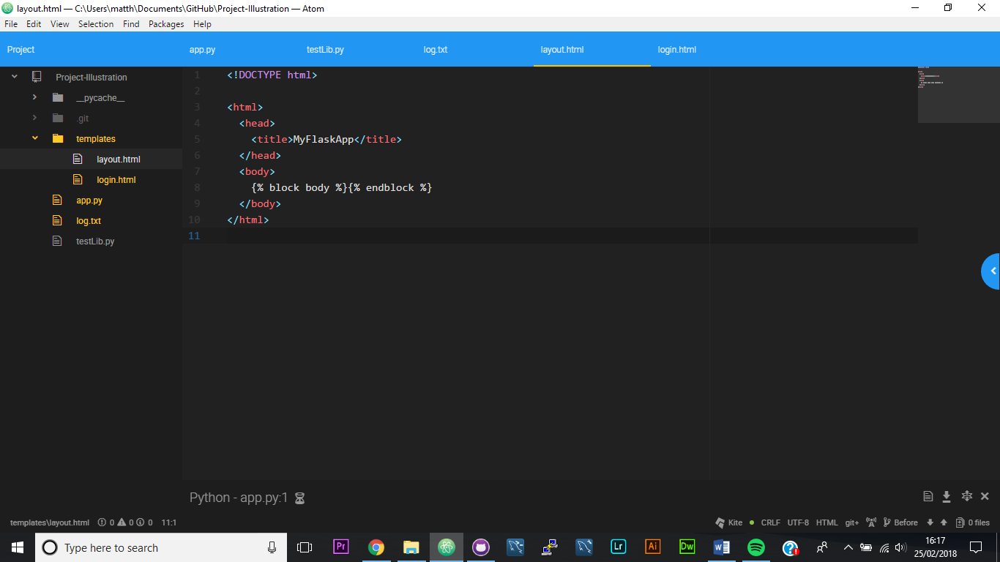 layout.html — C:\Users\matth\Documents\GitHub\Project-Illustration — Atom
File Edit View Selection Find Packages Help
Project
app.py testLib.py log.txt layout.html login.html
Project-Illustration
__pycache__
.git
templates
layout.html
login.html
app.py
log.txt
testLib.py
1 <!DOCTYPE html>
2
3 <html>
4   <head>
5     <title>MyFlaskApp</title>
6   </head>
7   <body>
8     {% block body %}{% endblock %}
9   </body>
10 </html>
11
Python - app.py:1
templates\layout.html 0 0 0 11:1 Kite CRLF UTF-8 HTML git+ Before 0 files
Type here to search
Pr Lr Ai Dw
16:17
25/02/2018